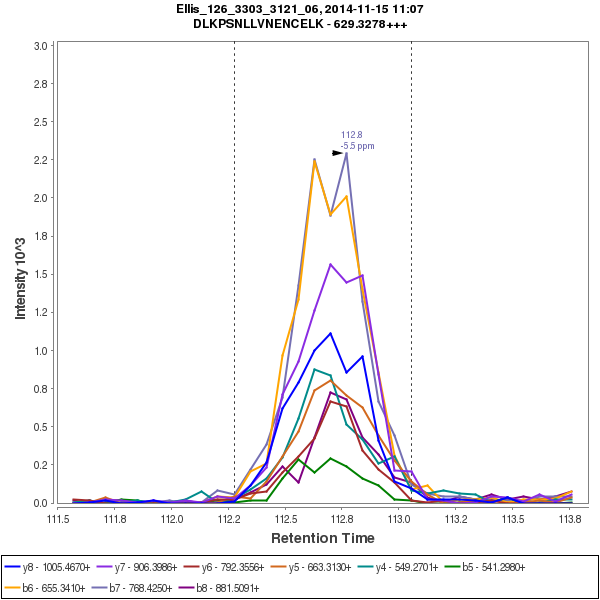 Ellis_126_3303_3121_06, 2014-11-15 11:07
DLKPSNLLVNENCELK - 629.3278+++
3.0
2.8
2.5
2.2
2.0
1.8
1.5
1.2
1.0
0.8
0.5
0.2
0.0
Intensity 10^3
112.8
-5.5 ppm
111.5 111.8 112.0 112.2 112.5 112.8 113.0 113.2 113.5 113.8
Retention Time
y8 - 1005.4670+ y7 - 906.3986+ y6 - 792.3556+ y5 - 663.3130+ y4 - 549.2701+ b5 - 541.2980+
b6 - 655.3410+ b7 - 768.4250+ b8 - 881.5091+